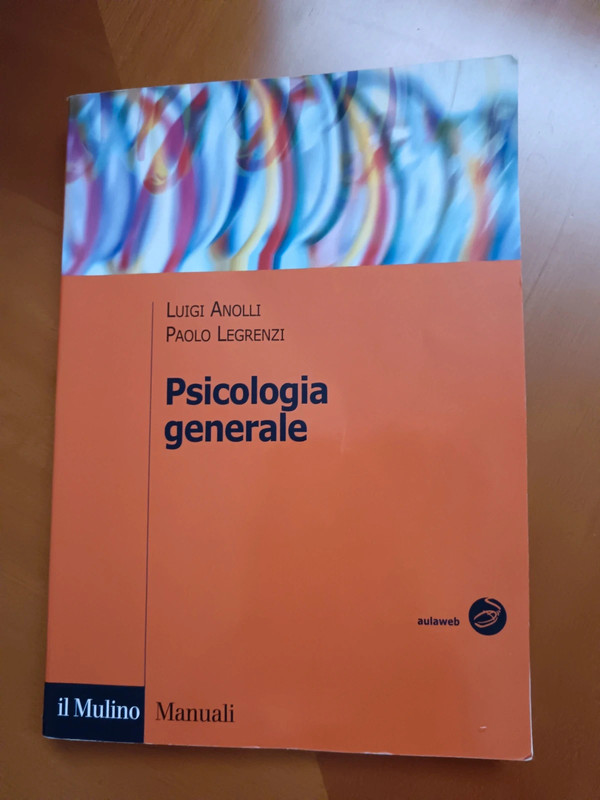 LUIGI ANOLLI
PAOLO LEGRENZI
Psicologia
generale
aulaweb
il Mulino Manuali